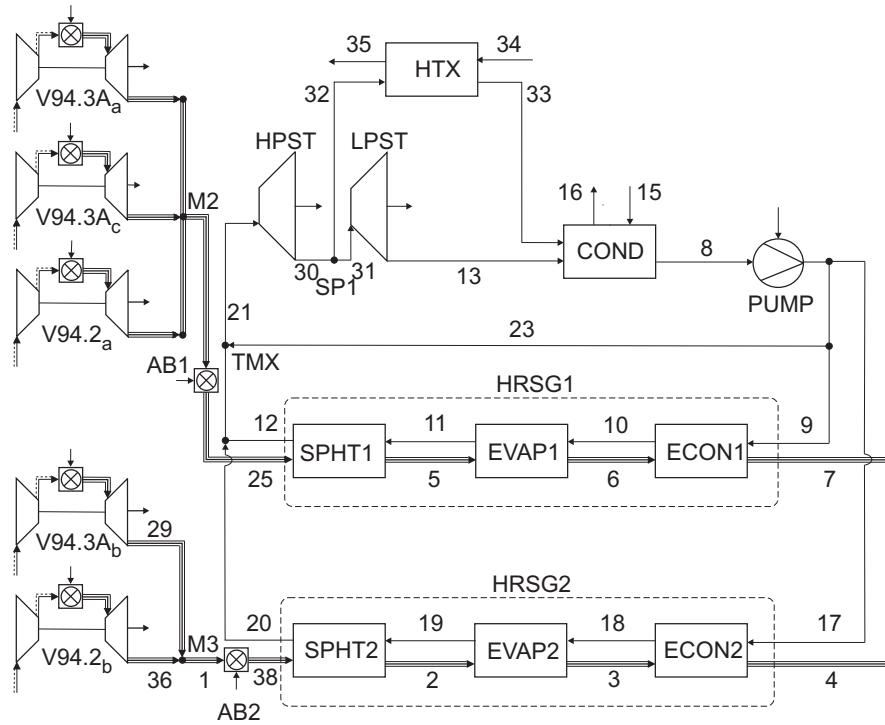 35
34
HTX
V94.3Aa
32
33
HPST
LPST
M2
16
15
V94.3Ac
COND
8
30
31
SP1
13
PUMP
21
V94.2a
23
AB1
TMX
HRSG1
12
11
10
9
SPHT1
EVAP1
ECON1
25
5
6
7
29
V94.3Ab
HRSG2
M3
20
19
18
17
SPHT2
EVAP2
ECON2
V94.2b
36
1
38
2
3
4
AB2